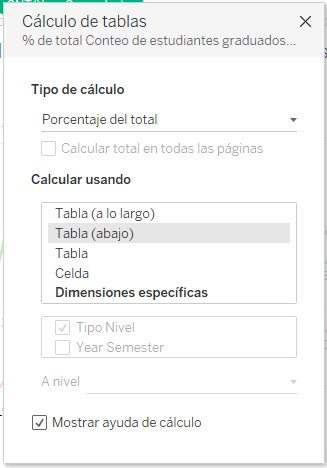 Cálculo de tablas
% de total Conteo de estudiantes graduados...
Tipo de cálculo
Porcentaje del total
Calcular total en todas las páginas
Calcular usando
Tabla (a lo largo)
Tabla (abajo)
Tabla
Celda
Dimensiones específicas
Tipo Nivel
Year Semester
A nivel
Mostrar ayuda de cálculo